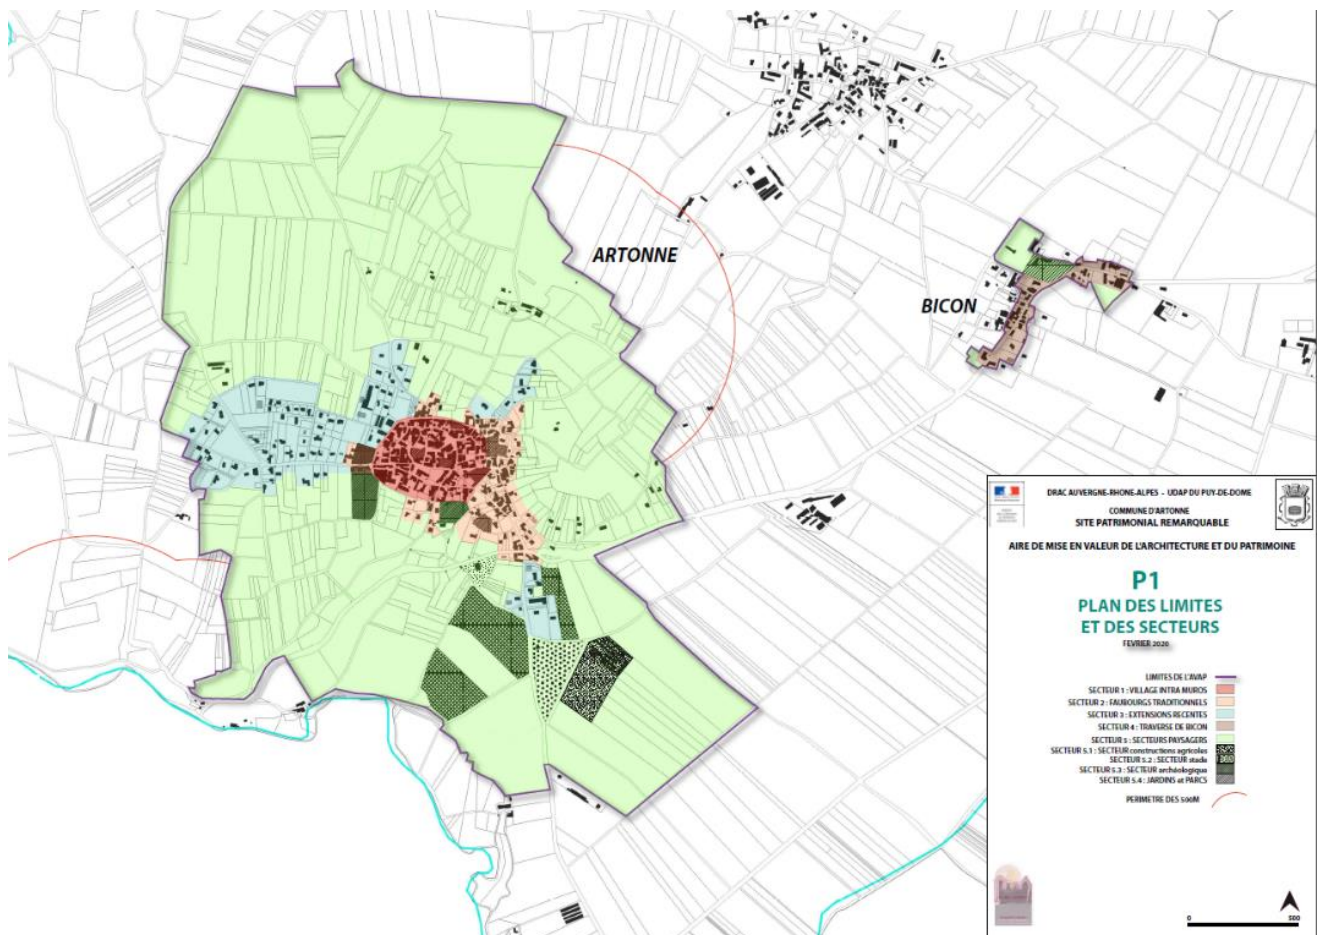 ARTONNE
BICON
DRAC AUVERGNE-RHONE-ALPES - UDAP DU PUY-DE-DOME
COMMUNE D'ARTONNE
SITE PATRIMONIAL REMARQUABLE
AIRE DE MISE EN VALEUR DE L'ARCHITECTURE ET DU PATRIMOINE
P1
PLAN DES LIMITES
ET DES SECTEURS
FEVRIER 2020
LIMITES DE L'AVAP
SECTEUR 1 : VILLAGE INTRA MUROS
SECTEUR 2 : FAUBOURGS TRADITIONNELS
SECTEUR 3 : EXTENSIONS RECENTES
SECTEUR 4 : TRAVERSE DE BICON
SECTEUR 5 : SECTEURS PAYSAGERS
SECTEUR 5.1 : SECTEUR constructions agricoles
SECTEUR 5.2 : SECTEUR stade
SECTEUR 5.3 : SECTEUR archéologique
SECTEUR 5.4 : JARDINS et PARCS
PERIMETRE DES 500M
0 500